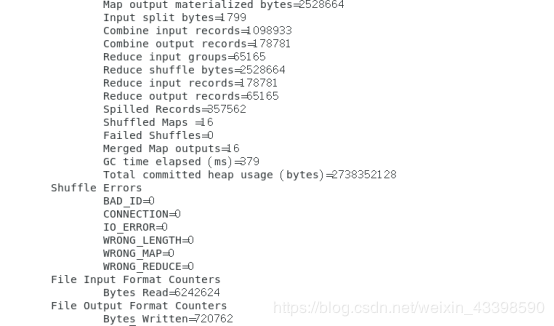 Map output materialized bytes=2528664
Input split bytes=1799
Combine input records=1098933
Combine output records=178781
Reduce input groups=65165
Reduce shuffle bytes=2528664
Reduce input records=178781
Reduce output records=65165
Spilled Records=357562
Shuffled Maps =16
Failed Shuffles=0
Merged Map outputs=16
GC time elapsed (ms)=379
Total committed heap usage (bytes)=2738352128
Shuffle Errors
BAD_ID=0
CONNECTION=0
IO_ERROR=0
WRONG_LENGTH=0
WRONG_MAP=0
WRONG_REDUCE=0
File Input Format Counters
Bytes Read=6242624
File Output Format Counters
Bytes Written=720762
https://blog.csdn.net/weixin_43398590